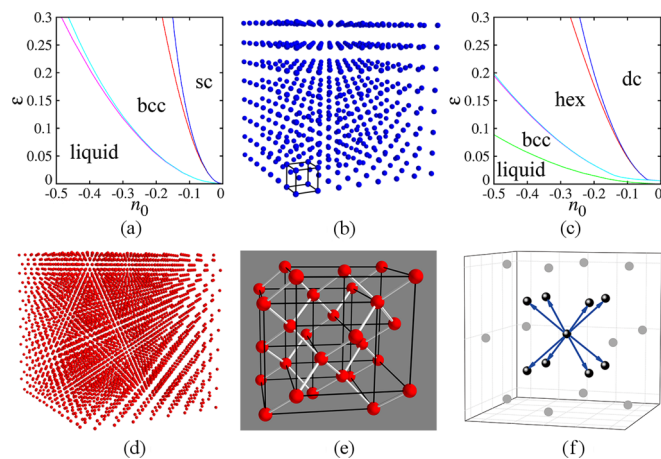 0.3
0.25
0.2
0.15
0.1
0.05
0
ε
liquid
bcc
sc
-0.5 -0.4 -0.3 -0.2 -0.1 0
n₀
(a)
(b)
0.3
0.25
0.2
0.15
0.1
0.05
0
ε
liquid
bcc
hex
dc
-0.5 -0.4 -0.3 -0.2 -0.1 0
n₀
(c)
(d)
(e)
(f)